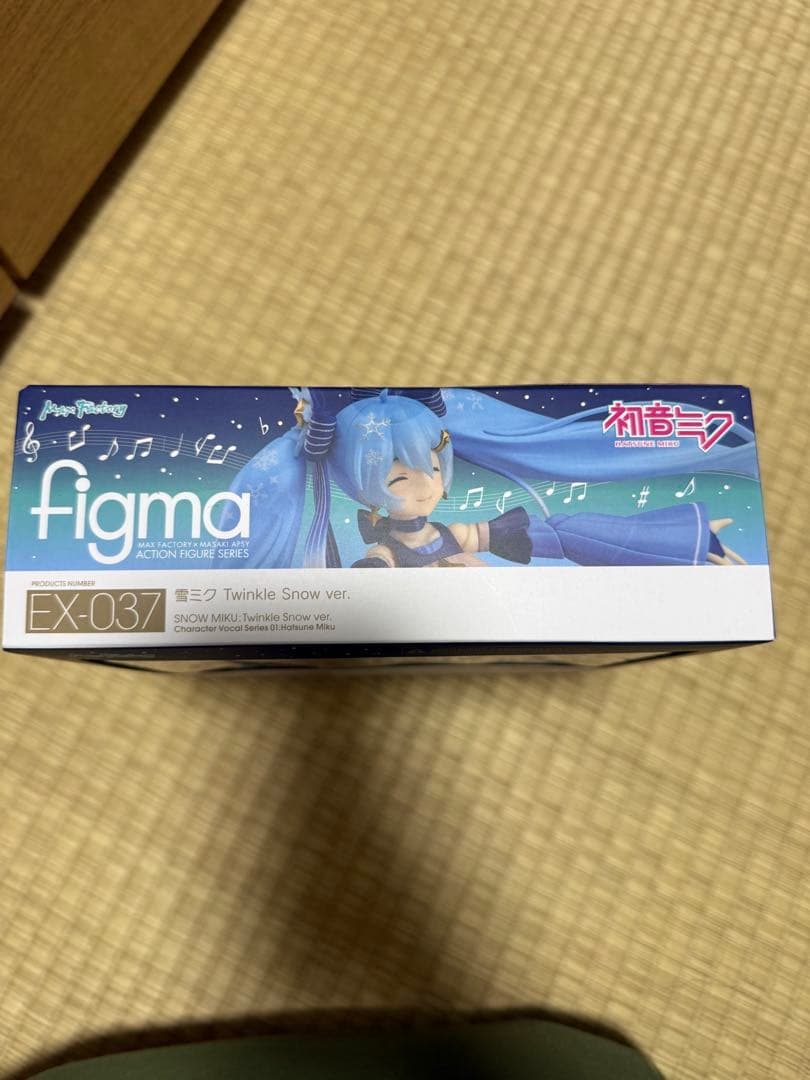 Max Factory
初音ミク
HATSUNE MIKU
figma
MAX FACTORY × MASAKI APSY
ACTION FIGURE SERIES
PRODUCTS NUMBER
EX-037
雪ミク Twinkle Snow ver.
SNOW MIKU:Twinkle Snow ver.
Character Vocal Series 01:Hatsune Miku